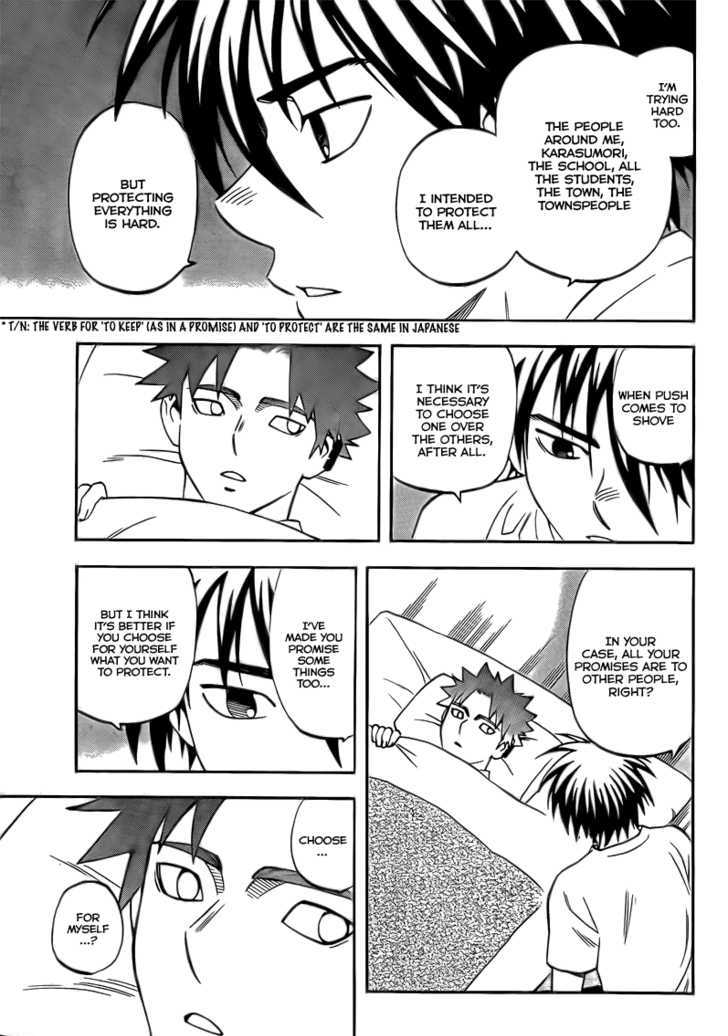 I'M
TRYING
HARD
TOO.
THE PEOPLE
AROUND ME,
KARASUMORI,
THE SCHOOL, ALL
THE STUDENTS,
THE TOWN, THE
TOWNSPEOPLE
I INTENDED
TO PROTECT
THEM ALL...
BUT
PROTECTING
EVERYTHING
IS HARD.
* T/N: THE VERB FOR 'TO KEEP' (AS IN A PROMISE) AND 'TO PROTECT' ARE THE SAME IN JAPANESE
WHEN PUSH
COMES TO
SHOVE
I THINK IT'S
NECESSARY
TO CHOOSE
ONE OVER
THE OTHERS,
AFTER ALL.
IN YOUR
CASE, ALL YOUR
PROMISES ARE
TO OTHER PEOPLE,
RIGHT?
I'VE
MADE YOU
PROMISE
SOME
THINGS
TOO...
BUT I THINK
IT'S BETTER IF
YOU CHOOSE
FOR YOURSELF
WHAT YOU WANT
TO PROTECT.
CHOOSE
...
FOR
MYSELF
...?